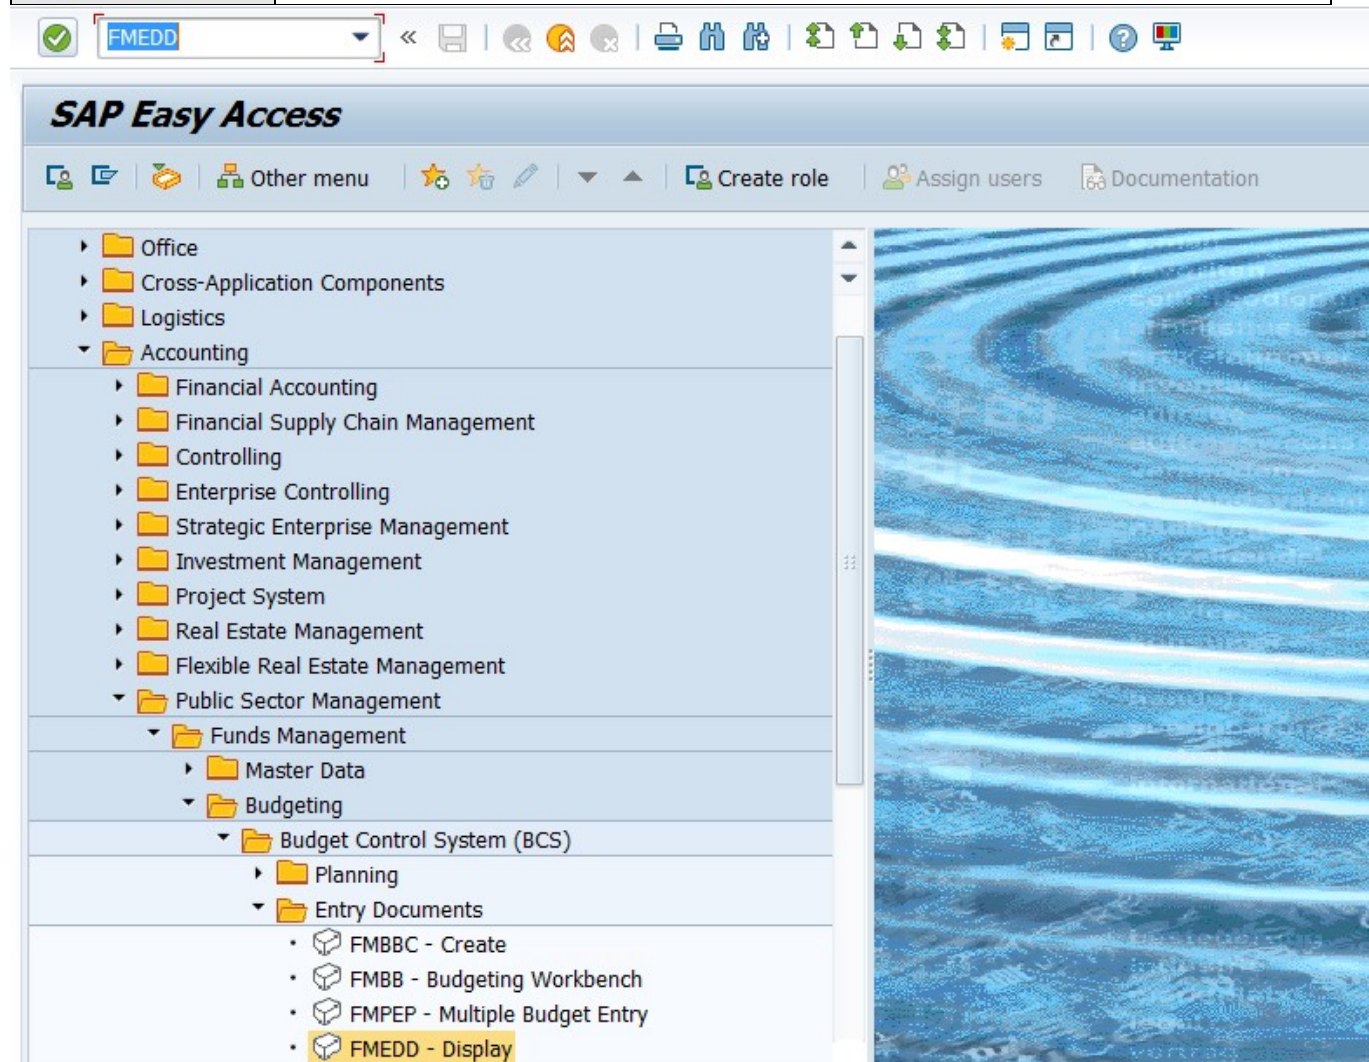 FMEDD
SAP Easy Access
Other menu Create role Assign users Documentation
Office
Cross-Application Components
Logistics
Accounting
Financial Accounting
Financial Supply Chain Management
Controlling
Enterprise Controlling
Strategic Enterprise Management
Investment Management
Project System
Real Estate Management
Flexible Real Estate Management
Public Sector Management
Funds Management
Master Data
Budgeting
Budget Control System (BCS)
Planning
Entry Documents
FMBBC - Create
FMBB - Budgeting Workbench
FMPEP - Multiple Budget Entry
FMEDD - Display